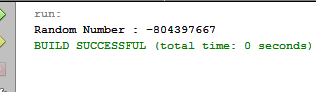 run:
Random Number : -804397667
BUILD SUCCESSFUL (total time: 0 seconds)